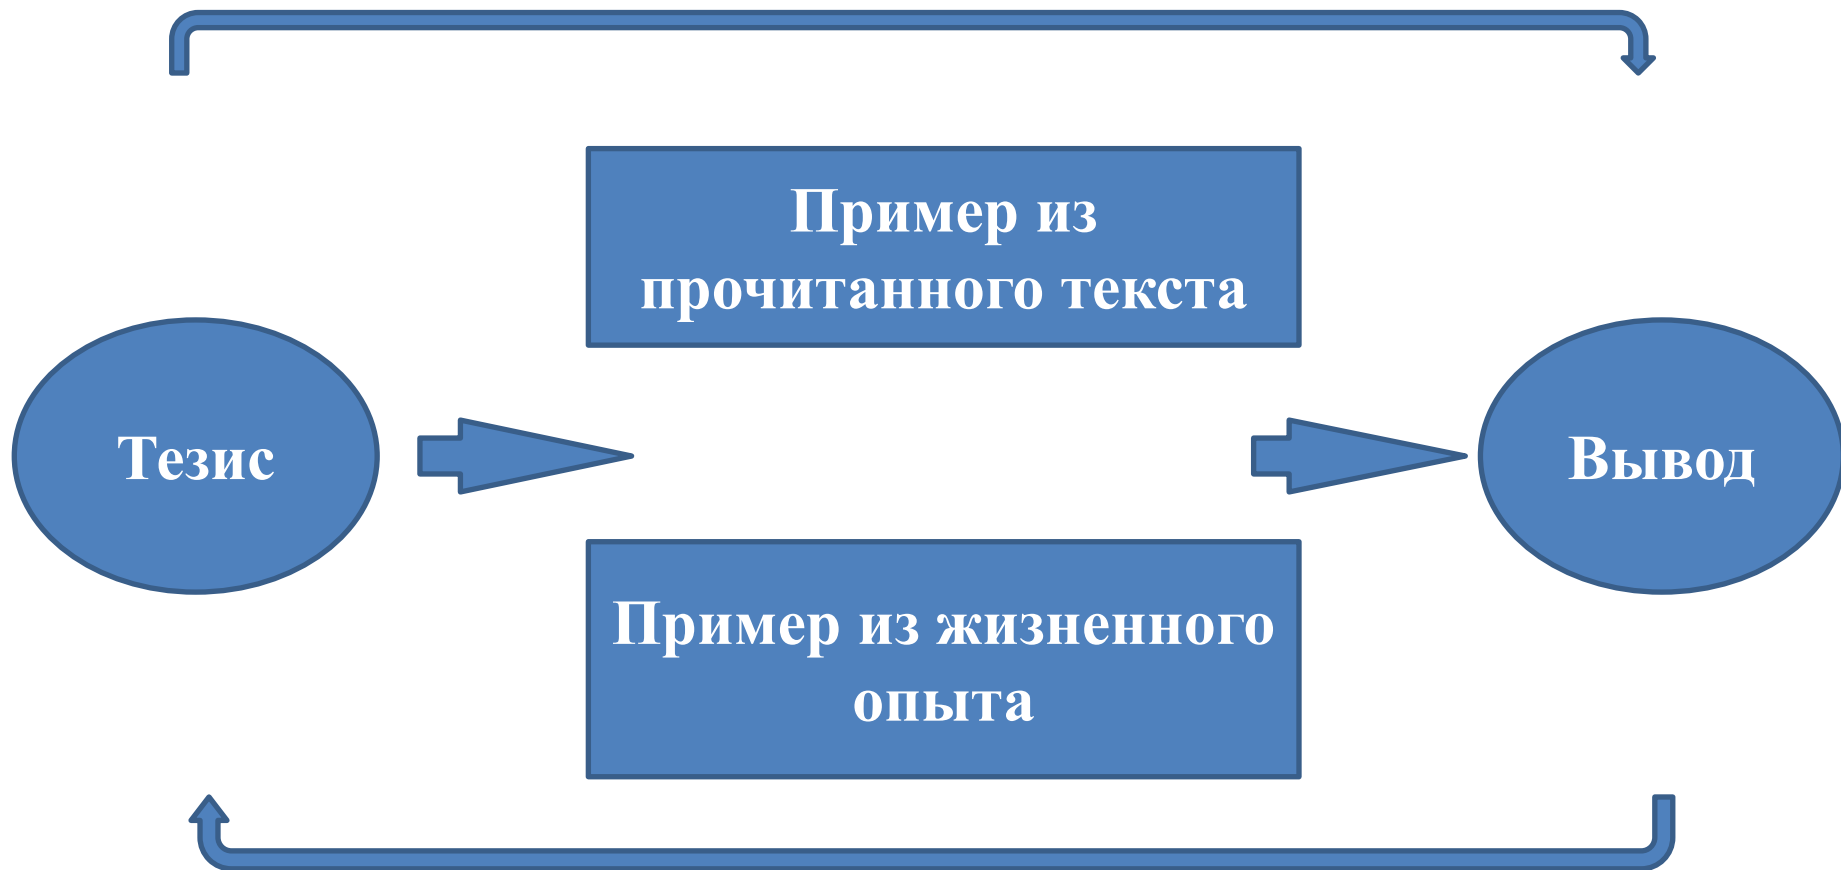 Пример из
прочитанного текста
Тезис
Вывод
Пример из жизненного
опыта